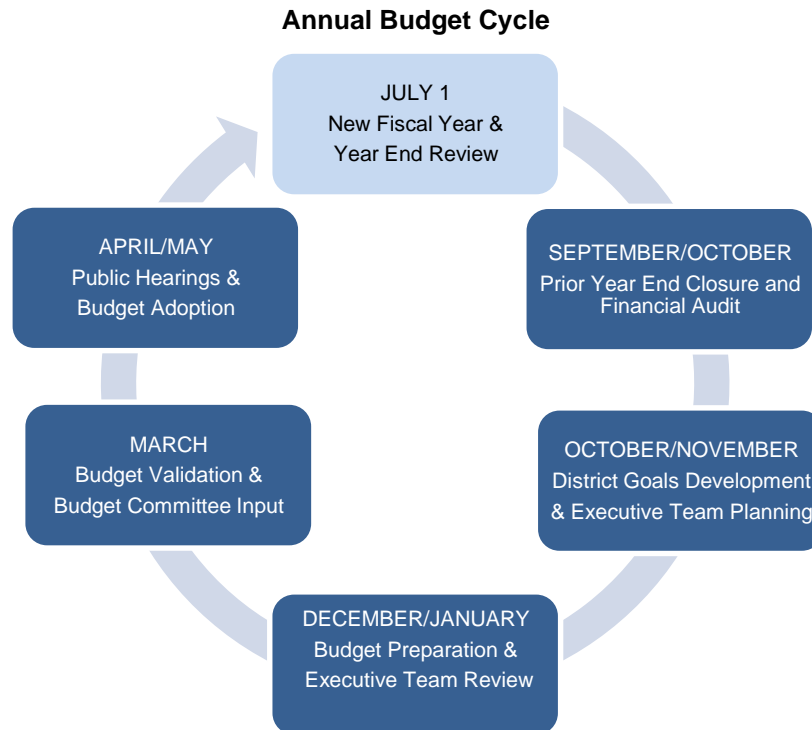 Annual Budget Cycle
JULY 1
New Fiscal Year &
Year End Review
SEPTEMBER/OCTOBER
Prior Year End Closure and
Financial Audit
OCTOBER/NOVEMBER
District Goals Development
& Executive Team Planning
DECEMBER/JANUARY
Budget Preparation &
Executive Team Review
MARCH
Budget Validation &
Budget Committee Input
APRIL/MAY
Public Hearings &
Budget Adoption